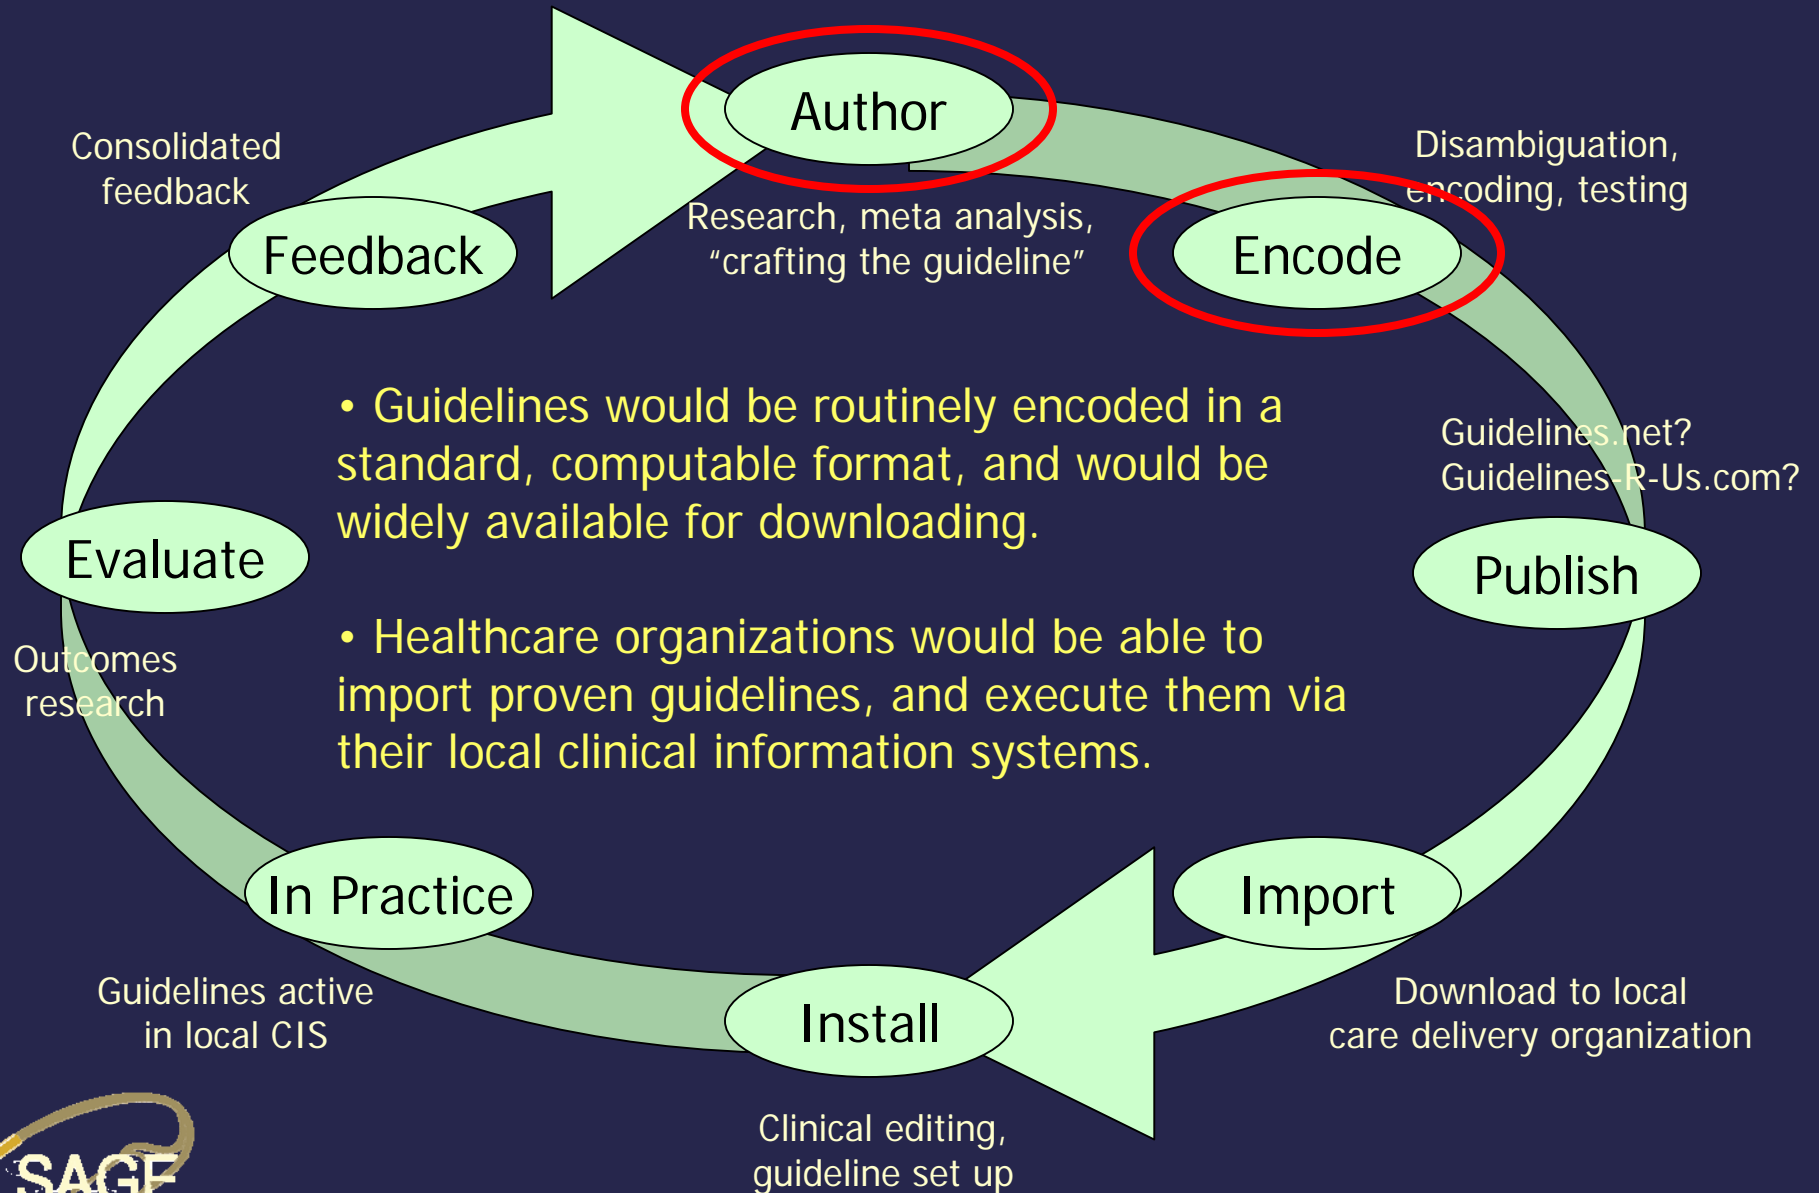 Author
Consolidated
feedback
Disambiguation,
encoding, testing
Feedback
Research, meta analysis,
“crafting the guideline”
Encode
• Guidelines would be routinely encoded in a
standard, computable format, and would be
widely available for downloading.
Guidelines.net?
Guidelines-R-Us.com?
Evaluate
Publish
• Healthcare organizations would be able to
import proven guidelines, and execute them via
their local clinical information systems.
Outcomes
research
In Practice
Import
Guidelines active
in local CIS
Install
Download to local
care delivery organization
Clinical editing,
guideline set up
SAGE